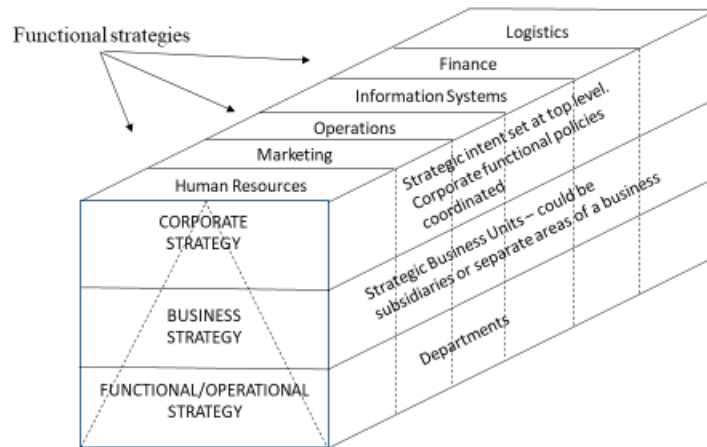 Functional strategies
Logistics
Finance
Information Systems
Operations
Marketing
Human Resources
CORPORATE
STRATEGY
BUSINESS
STRATEGY
FUNCTIONAL/OPERATIONAL
STRATEGY
Strategic intent set at top level.
Corporate functional policies
coordinated
Strategic Business Units – could be
subsidiaries or separate areas of a business
Departments